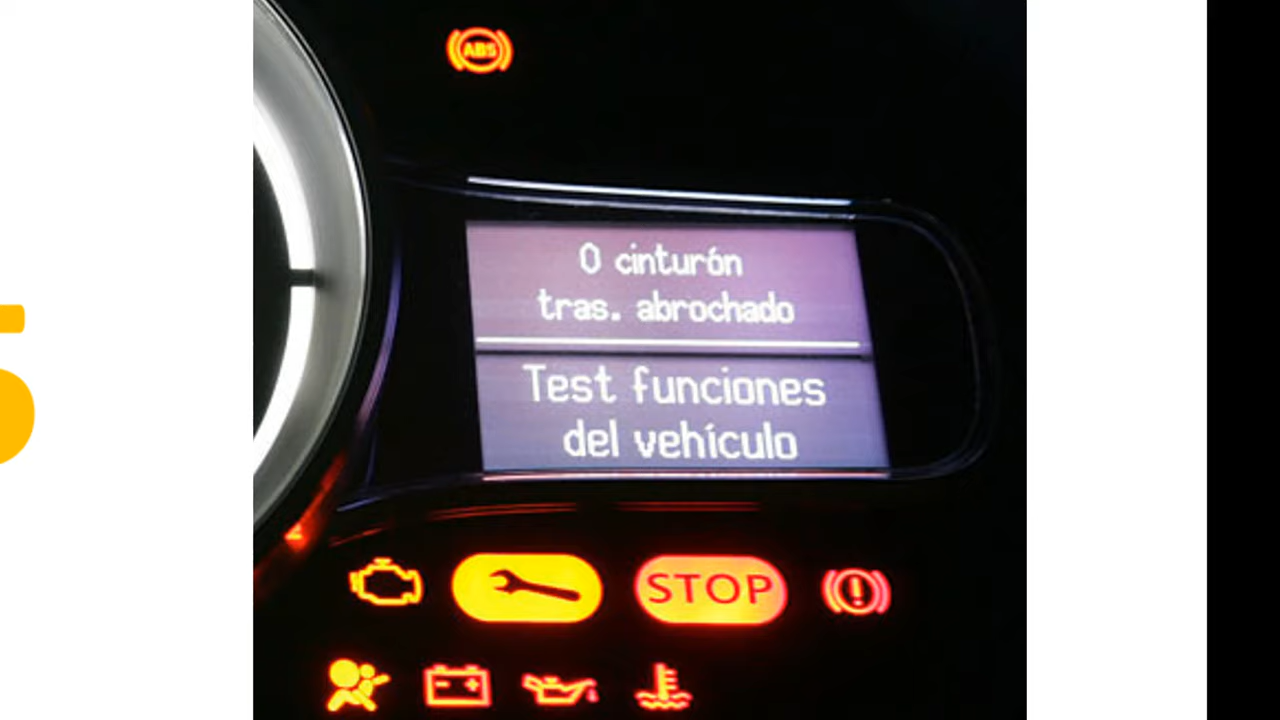 ABS
0 cinturón
tras. abrochado
Test funciones
del vehículo
STOP